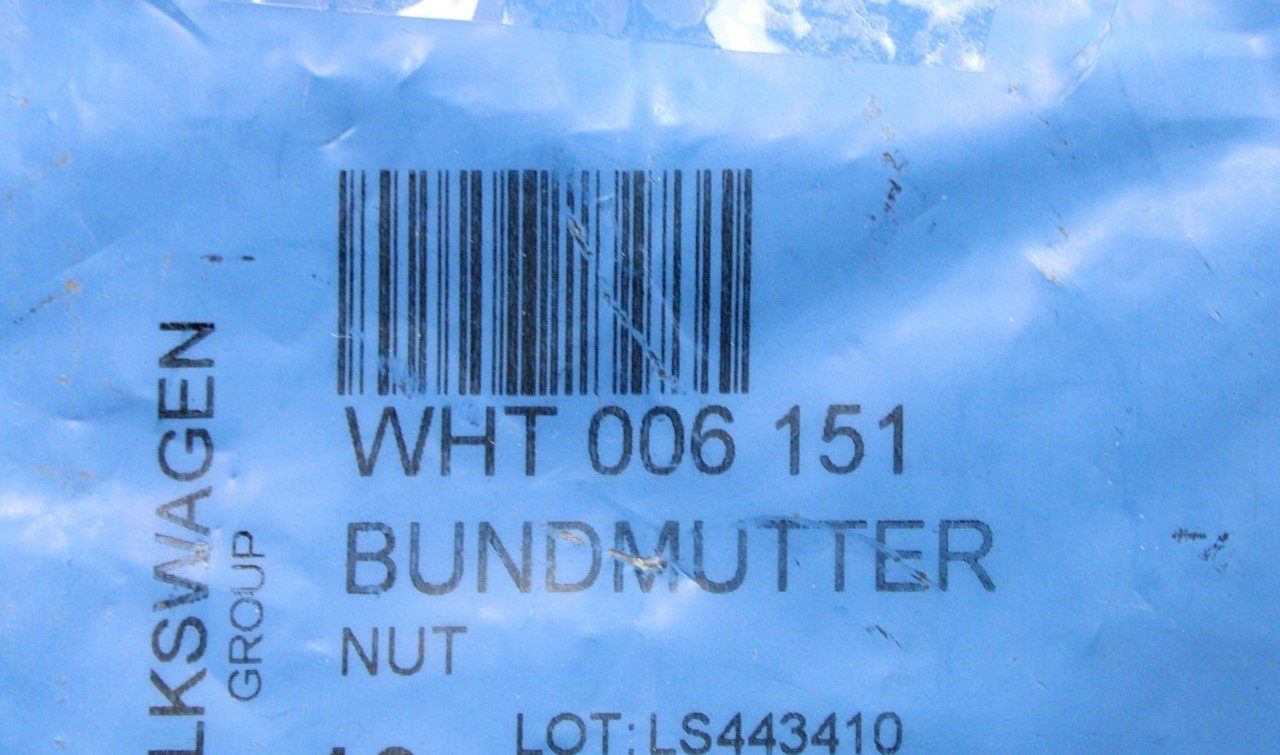 WHT 006 151
BUNDMUTTER
NUT
LOT:LS443410
LKSWAGEN
GROUP